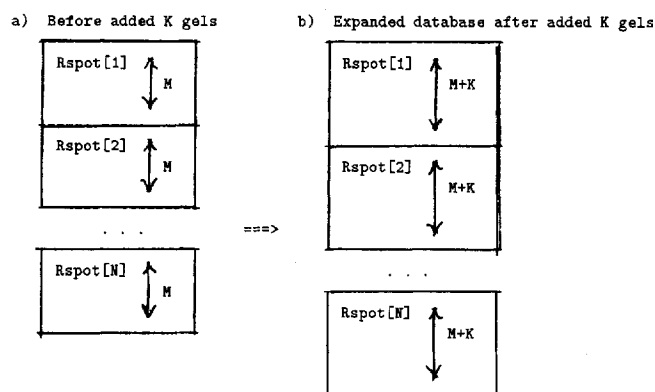 a) Before added K gels
b) Expanded database after added K gels
Rspot[1]
M
Rspot[2]
M
. . .
Rspot[N]
M
===>
Rspot[1]
M+K
Rspot[2]
M+K
. . .
Rspot[N]
M+K